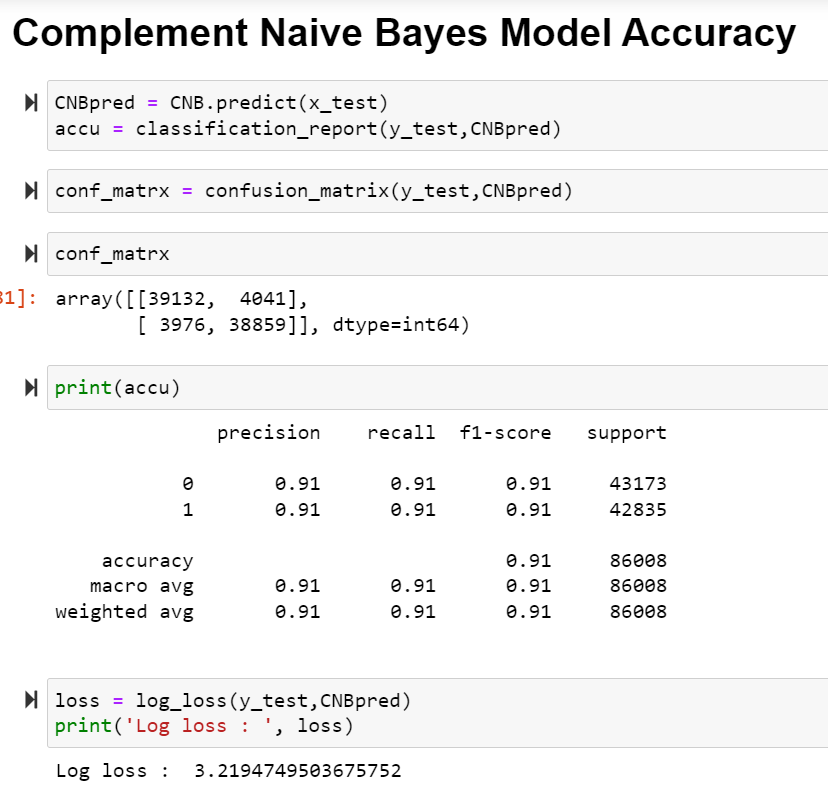 Complement Naive Bayes Model Accuracy
CNBpred = CNB.predict(x_test)
accu = classification_report(y_test,CNBpred)
conf_matrx = confusion_matrix(y_test,CNBpred)
conf_matrx
31]: array([[39132,  4041],
       [ 3976, 38859]], dtype=int64)
print(accu)
precision    recall  f1-score   support
0       0.91      0.91      0.91     43173
1       0.91      0.91      0.91     42835
accuracy                           0.91     86008
macro avg       0.91      0.91      0.91     86008
weighted avg       0.91      0.91      0.91     86008
loss = log_loss(y_test,CNBpred)
print('Log loss : ', loss)
Log loss :  3.2194749503675752